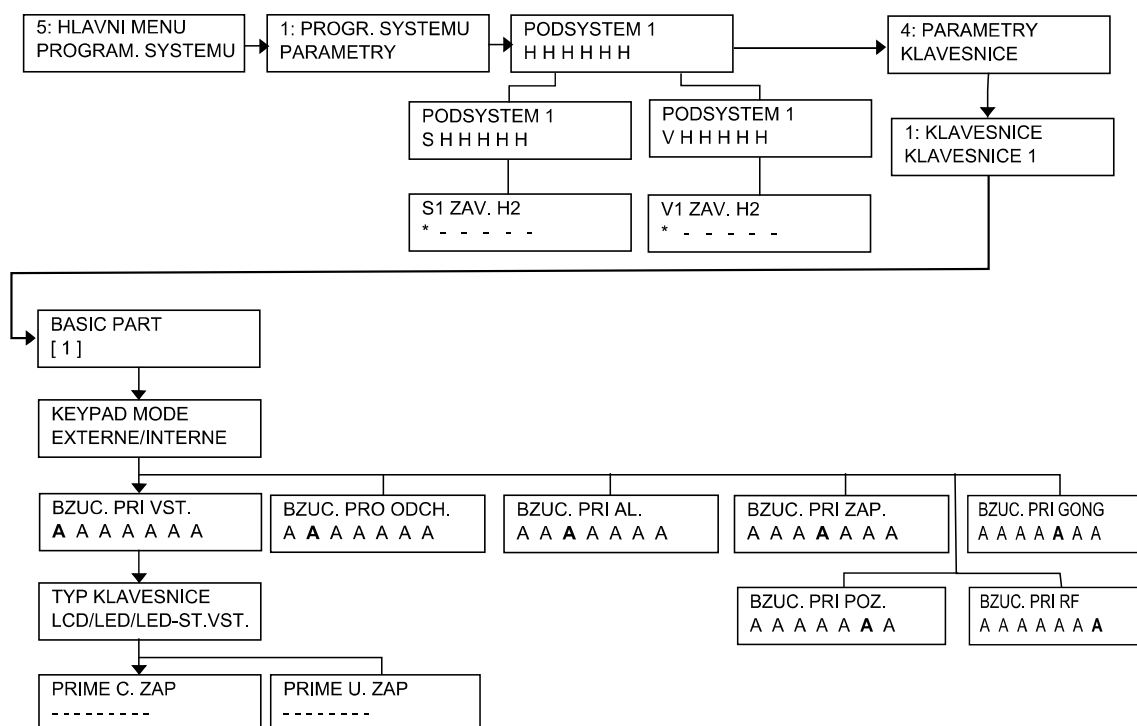 5: HLAVNI MENU
PROGRAM. SYSTEMU
1: PROGR. SYSTEMU
PARAMETRY
PODSYSTEM 1
H H H H H H
4: PARAMETRY
KLAVESNICE
PODSYSTEM 1
S H H H H H
PODSYSTEM 1
V H H H H H
1: KLAVESNICE
KLAVESNICE 1
S1 ZAV. H2
* - - - - -
V1 ZAV. H2
* - - - - -
BASIC PART
[ 1 ]
KEYPAD MODE
EXTERNE/INTERNE
BZUC. PRI VST.
A A A A A A A
BZUC. PRO ODCH.
A A A A A A A
BZUC. PRI AL.
A A A A A A A
BZUC. PRI ZAP.
A A A A A A A
BZUC. PRI GONG
A A A A A A A
TYP KLAVESNICE
LCD/LED/LED-ST.VST.
BZUC. PRI POZ.
A A A A A A A
BZUC. PRI RF
A A A A A A A
PRIME C. ZAP
- - - - - - - - -
PRIME U. ZAP
- - - - - - - -